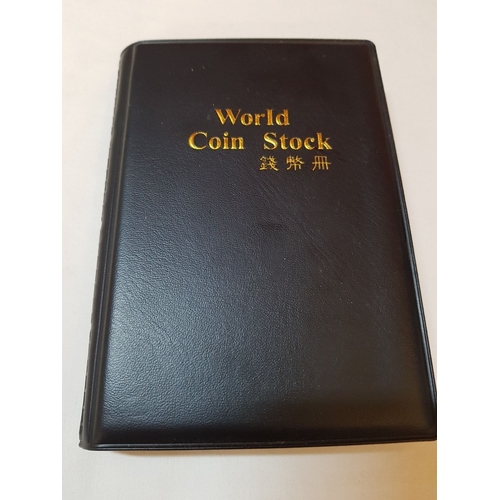 World
Coin Stock
錢幣冊